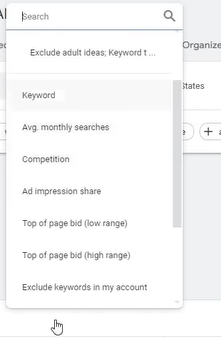 Search
Exclude adult ideas; Keyword t ...
Organize
Keyword
States
Avg. monthly searches
Competition
Ad impression share
Top of page bid (low range)
Top of page bid (high range)
Exclude keywords in my account